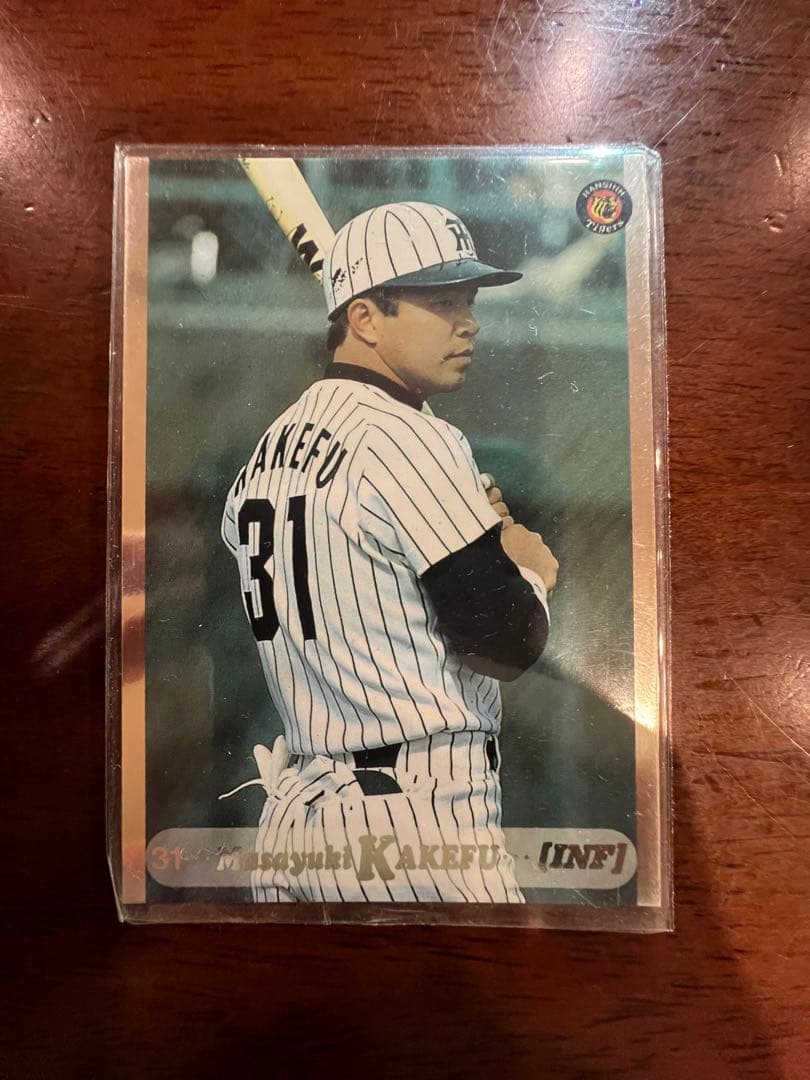 HANSHIN
Tigers
KAKEFU
31
31 Masayuki KAKEFU [INF]